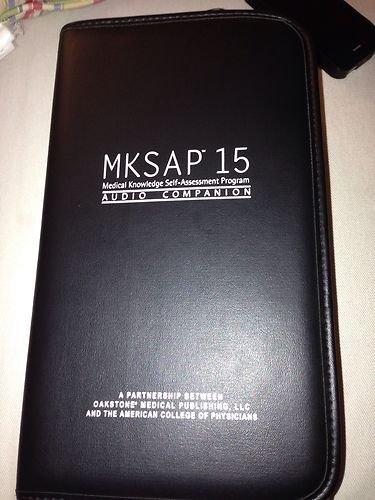 MKSAP™ 15
Medical Knowledge Self-Assessment Program
AUDIO COMPANION
A PARTNERSHIP BETWEEN
OAKSTONE® MEDICAL PUBLISHING, LLC
AND THE AMERICAN COLLEGE OF PHYSICIANS